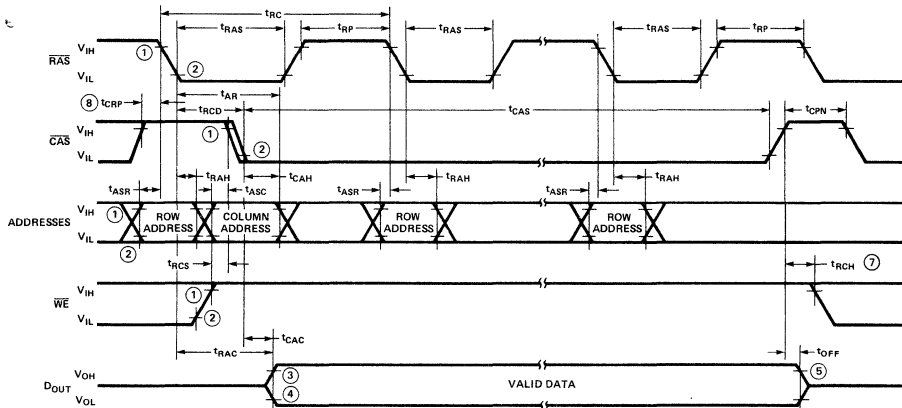 tRC
tRAS tRP tRAS tRAS tRP
RAS VIH ①
VIL ②
tAR
⑧ tCRP tRCD tCAS tCPN
CAS VIH ①
VIL ②
tRAH tCAH
tASR tASC tASR tRAH tASR tRAH
ADDRESSES VIH ① ROW ADDRESS COLUMN ADDRESS ROW ADDRESS ROW ADDRESS
VIL ②
tRCS tRCH ⑦
WE VIH ①
VIL ②
tCAC
tRAC tOFF
DOUT VOH ③ VALID DATA ⑤
VOL ④